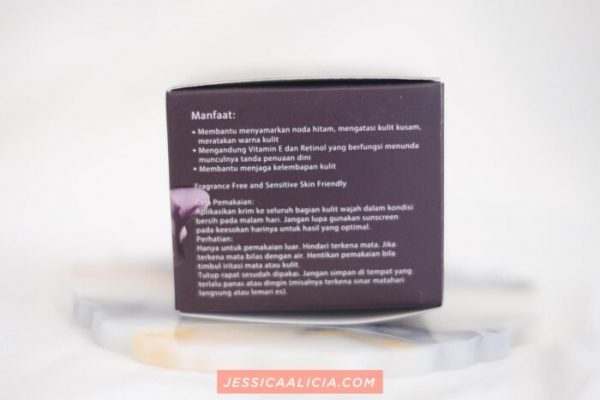 Manfaat:
• Membantu menyamarkan noda hitam, mengatasi kulit kusam,
meratakan warna kulit
• Mengandung Vitamin E dan Retinol yang berfungsi menunda
munculnya tanda penuaan dini
• Membantu menjaga kelembapan kulit
Fragrance Free and Sensitive Skin Friendly
Cara Pemakaian:
Aplikasikan krim ke seluruh bagian kulit wajah dalam kondisi
bersih pada malam hari. Jangan lupa gunakan sunscreen
pada keesokan harinya untuk hasil yang optimal.
Perhatian:
Hanya untuk pemakaian luar. Hindari terkena mata. Jika
terkena mata bilas dengan air. Hentikan pemakaian bila
timbul iritasi mata atau kulit.
Tutup rapat sesudah dipakai. Jangan simpan di tempat yang
terlalu panas atau dingin (misalnya terkena sinar matahari
langsung atau lemari es).
JESSICAALICIA.COM